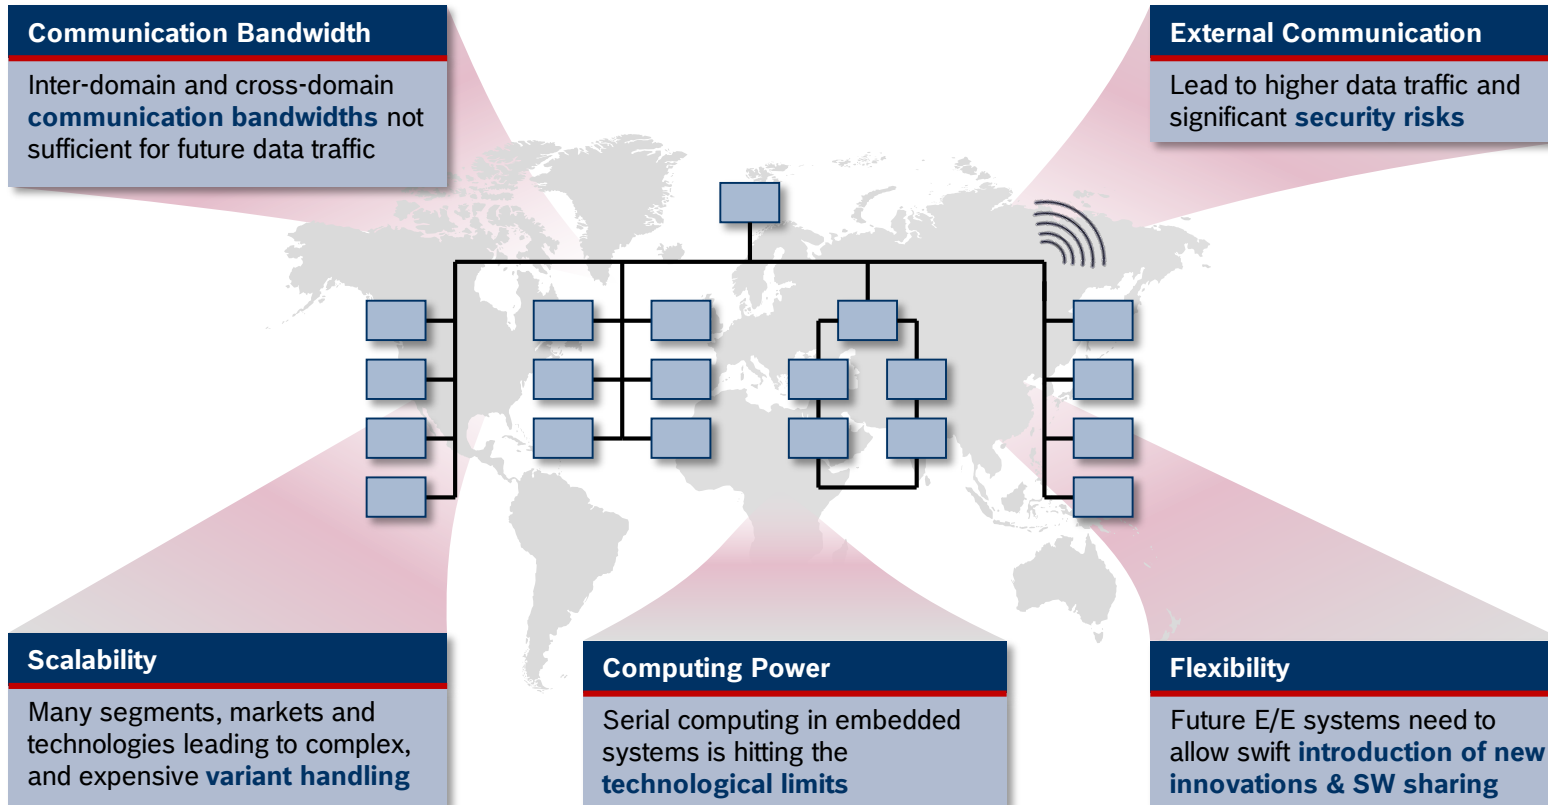 Communication Bandwidth
Inter-domain and cross-domain
communication bandwidths not
sufficient for future data traffic
External Communication
Lead to higher data traffic and
significant security risks
Scalability
Many segments, markets and
technologies leading to complex,
and expensive variant handling
Computing Power
Serial computing in embedded
systems is hitting the
technological limits
Flexibility
Future E/E systems need to
allow swift introduction of new
innovations & SW sharing